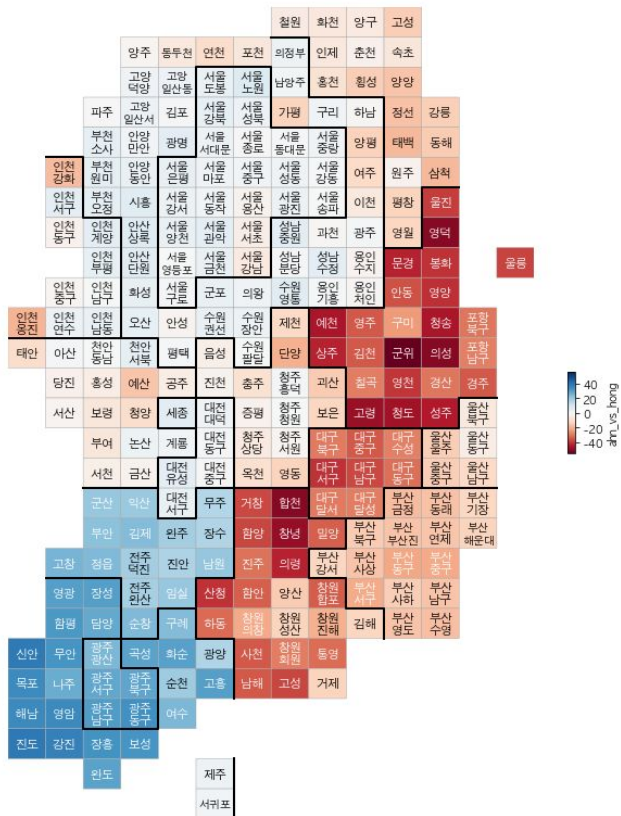 철원 화천 양구 고성
양주 동두천 연천 포천 의정부 인제 춘천 속초
고양 덕양 고양 일산동 서울 도봉 서울 노원 남양주 홍천 횡성 양양
파주 고양 일산서 김포 서울 강북 서울 성북 가평 구리 하남 정선 강릉
부천 소사 안양 만안 광명 서울 서대문 서울 종로 서울 동대문 서울 중랑 양평 태백 동해
인천 강화 부천 원미 안양 동안 서울 은평 서울 마포 서울 중구 서울 성동 서울 강동 여주 원주 삼척
인천 서구 부천 오정 시흥 서울 강서 서울 동작 서울 용산 서울 광진 서울 송파 이천 평창 울진
인천 동구 인천 계양 안산 상록 서울 양천 서울 관악 서울 서초 성남 중원 과천 광주 영월 영덕
인천 부평 안산 단원 서울 영등포 서울 금천 서울 강남 성남 분당 성남 수정 용인 수지 문경 봉화 울릉
인천 중구 인천 남구 화성 서울 구로 군포 의왕 수원 영통 용인 기흥 용인 처인 안동 영양
인천 옹진 인천 연수 인천 남동 오산 안성 수원 권선 수원 장안 제천 예천 영주 구미 청송 포항 북구
태안 아산 천안 동남 천안 서북 평택 음성 수원 팔달 단양 상주 김천 군위 의성 포항 남구
당진 홍성 예산 공주 진천 충주 청주 흥덕 괴산 칠곡 영천 경산 경주
서산 보령 청양 세종 대전 대덕 증평 청주 청원 보은 고령 청도 성주 울산 북구
부여 논산 계룡 대전 동구 청주 상당 청주 서원 대구 북구 대구 중구 대구 수성 울산 울주 울산 동구
서천 금산 대전 유성 대전 중구 옥천 영동 대구 서구 대구 남구 대구 동구 울산 중구 울산 남구
군산 익산 대전 서구 무주 거창 합천 대구 달서 대구 달성 부산 금정 부산 동래 부산 기장
부안 김제 완주 장수 함양 창녕 밀양 부산 북구 부산 부산진 부산 연제 부산 해운대
고창 정읍 전주 덕진 진안 남원 진주 의령 부산 강서 부산 사상 부산 동구 부산 중구
영광 장성 전주 완산 임실 산청 함안 양산 창원 합포 부산 서구 부산 사하 부산 남구
함평 담양 순창 구례 하동 창원 의창 창원 성산 창원 진해 김해 부산 영도 부산 수영
신안 무안 광주 광산 곡성 화순 광양 사천 창원 회원 통영
목포 나주 광주 서구 광주 북구 순천 고흥 남해 고성 거제
해남 영암 광주 남구 광주 동구 여수
진도 강진 장흥 보성
완도 제주
서귀포
40
20
0
-20
-40
ahn_vs_hong